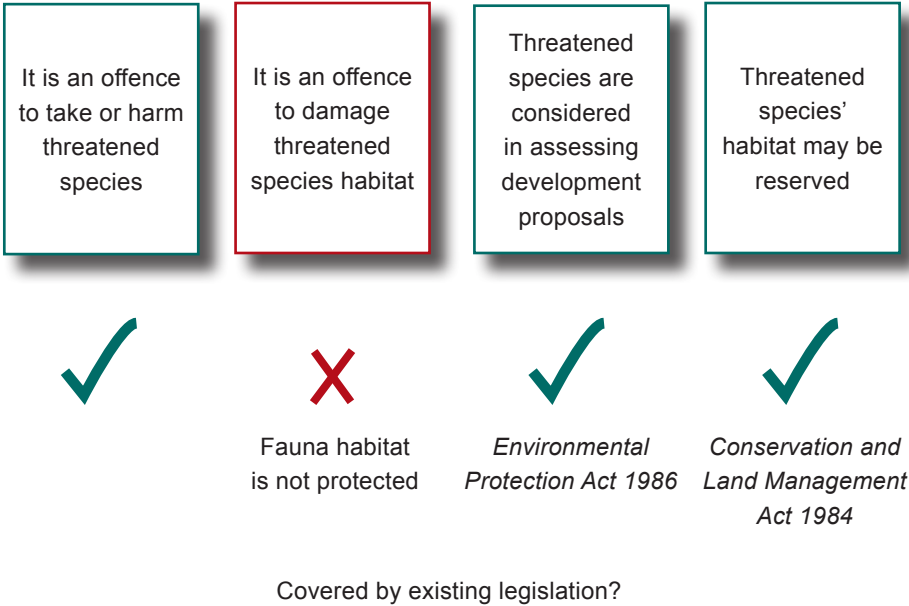 It is an offence
to take or harm
threatened
species
It is an offence
to damage
threatened
species habitat
Threatened
species are
considered
in assessing
development
proposals
Threatened
species’
habitat may be
reserved
Fauna habitat
is not protected
Environmental
Protection Act 1986
Conservation and
Land Management
Act 1984
Covered by existing legislation?